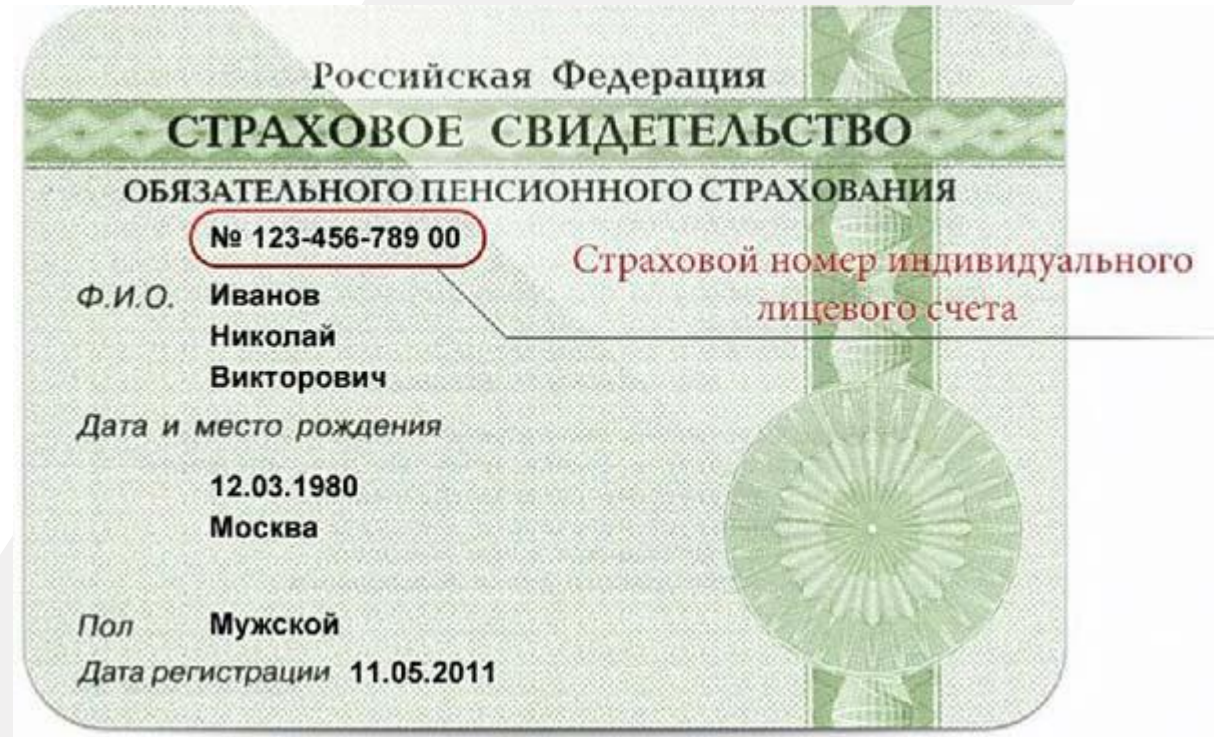 Российская Федерация
СТРАХОВОЕ СВИДЕТЕЛЬСТВО
ОБЯЗАТЕЛЬНОГО ПЕНСИОННОГО СТРАХОВАНИЯ
№ 123-456-789 00
Страховой номер индивидуального
лицевого счета
Ф.И.О. Иванов
Николай
Викторович
Дата и место рождения
12.03.1980
Москва
Пол Мужской
Дата регистрации 11.05.2011